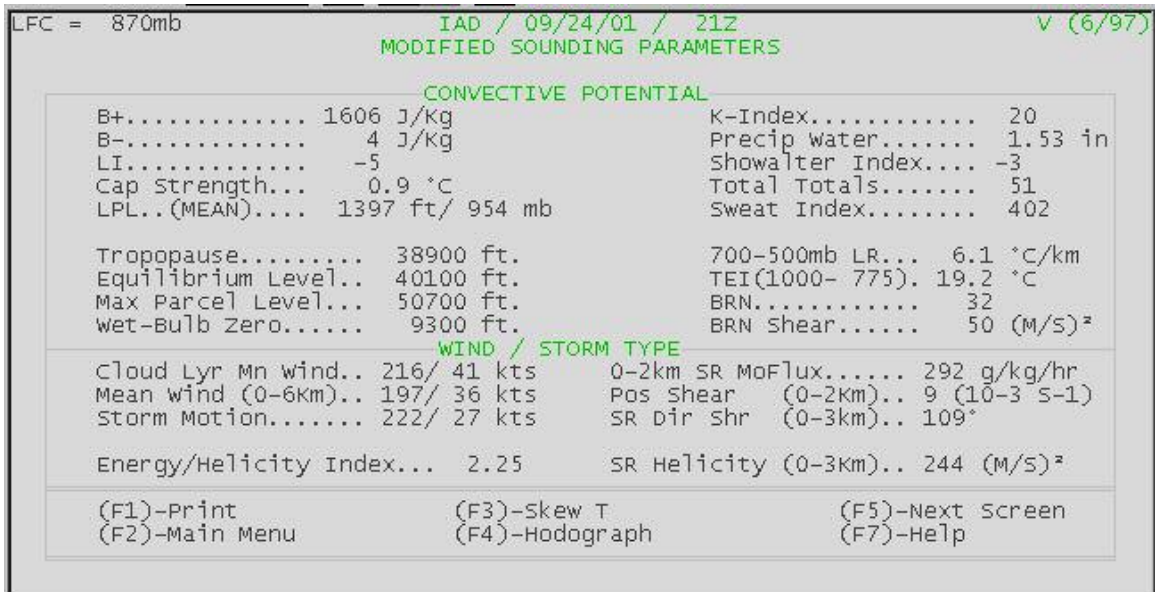 LFC =  870mb IAD / 09/24/01 /  21Z V (6/97)
MODIFIED SOUNDING PARAMETERS
CONVECTIVE POTENTIAL
B+............. 1606 J/Kg K-Index............ 20
B-............. 4 J/Kg Precip Water....... 1.53 in
LI............. -5 Showalter Index.... -3
Cap Strength... 0.9 °C Total Totals....... 51
LPL..(MEAN).... 1397 ft/ 954 mb Sweat Index........ 402
Tropopause......... 38900 ft. 700-500mb LR... 6.1 °C/km
Equilibrium Level.. 40100 ft. TEI(1000- 775). 19.2 °C
Max Parcel Level... 50700 ft. BRN............ 32
Wet-Bulb Zero...... 9300 ft. BRN Shear...... 50 (M/S)²
WIND / STORM TYPE
Cloud Lyr Mn Wind.. 216/ 41 kts 0-2km SR MoFlux...... 292 g/kg/hr
Mean Wind (0-6Km).. 197/ 36 kts Pos Shear (0-2Km).. 9 (10-3 S-1)
Storm Motion....... 222/ 27 kts SR Dir Shr (0-3km).. 109°
Energy/Helicity Index... 2.25 SR Helicity (0-3Km).. 244 (M/S)²
(F1)-Print (F3)-Skew T (F5)-Next Screen
(F2)-Main Menu (F4)-Hodograph (F7)-Help